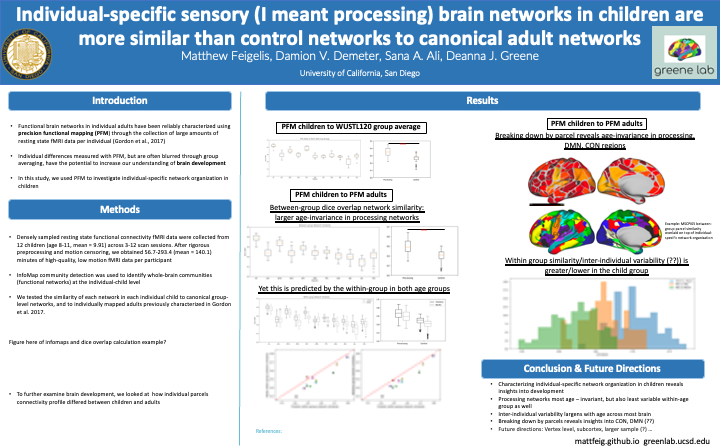 Individual-specific sensory (I meant processing) brain networks in children are
more similar than control networks to canonical adult networks
Matthew Feigelis, Damion V. Demeter, Sana A. Ali, Deanna J. Greene
University of California, San Diego
greene lab
Introduction
• Functional brain networks in individual adults have been reliably characterized using
precision functional mapping (PFM) through the collection of large amounts of
resting state fMRI data per individual (Gordon et al., 2017)
• Individual differences measured with PFM, but are often blurred through group
averaging, have the potential to increase our understanding of brain development
• In this study, we used PFM to investigate individual-specific network organization in
children
Methods
• Densely sampled resting state functional connectivity fMRI data were collected from
12 children (age 8-11, mean = 9.91) across 3-12 scan sessions. After rigorous
preprocessing and motion censoring, we obtained 56.7-293.4 (mean = 140.1)
minutes of high-quality, low motion fMRI data per participant
• InfoMap community detection was used to identify whole-brain communities
(functional networks) at the individual-child level
• We tested the similarity of each network in each individual child to canonical group-
level networks, and to individually mapped adults previously characterized in Gordon
et al. 2017.
Figure here of infomaps and dice overlap calculation example?
• To further examine brain development, we looked at how individual parcels
connectivity profile differed between children and adults
Results
PFM children to WUSTL120 group average
PFM children to PFM adults
Between-group dice overlap network similarity:
larger age-invariance in processing networks
Yet this is predicted by the within-group in both age groups
References:
PFM children to PFM adults
Breaking down by parcel reveals age-invariance in processing,
DMN, CON regions
Example: MSCPI05 between-
group parcel similarity
overlaid on top of individual-
specific network organization
Within group similarity/inter-individual variability (??)) is
greater/lower in the child group
Conclusion & Future Directions
• Characterizing individual-specific network organization in children reveals
insights into development
• Processing networks most age – invariant, but also least variable within-age
group as well
• Inter-individual variability largens with age across most brain
• Breaking down by parcels reveals insights into CON, DMN (??)
• Future directions: Vertex level, subcortex, larger sample (?) ...
mattfeig.github.io greenlab.ucsd.edu